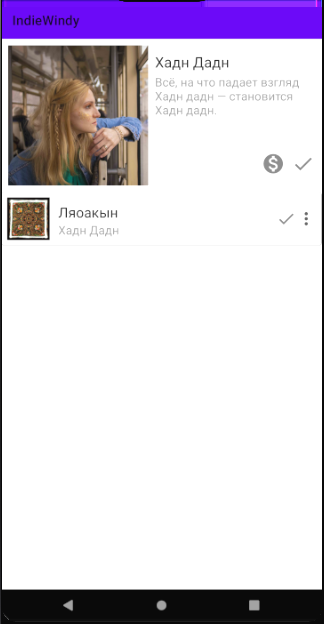 IndieWindy
Хадн Дадн
Всё, на что падает взгляд
Хадн дадн — становится
Хадн дадн.
Ляоакын
Хадн Дадн